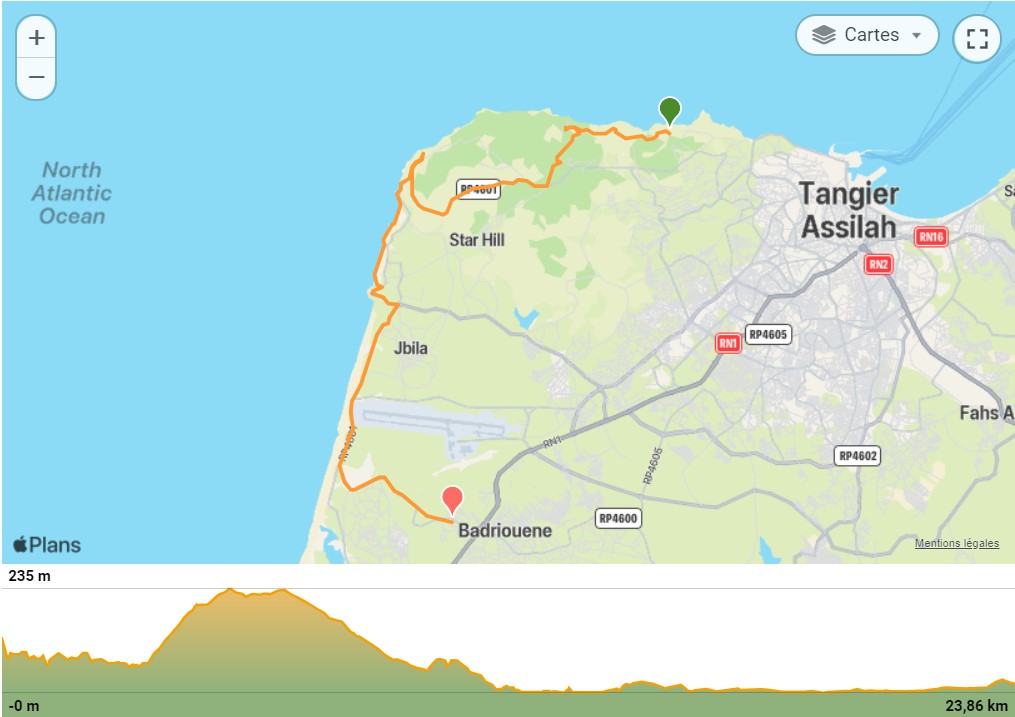 +
Cartes
−
North
Atlantic
Ocean
RP4601
Tangier
Assilah
Star Hill
RN16
RN2
RP4605
RN1
Jbila
Fahs A
RN1
RP4602
RP4605
RP4600
Badriouene
Plans
Mentions légales
235 m
-0 m
23,86 km